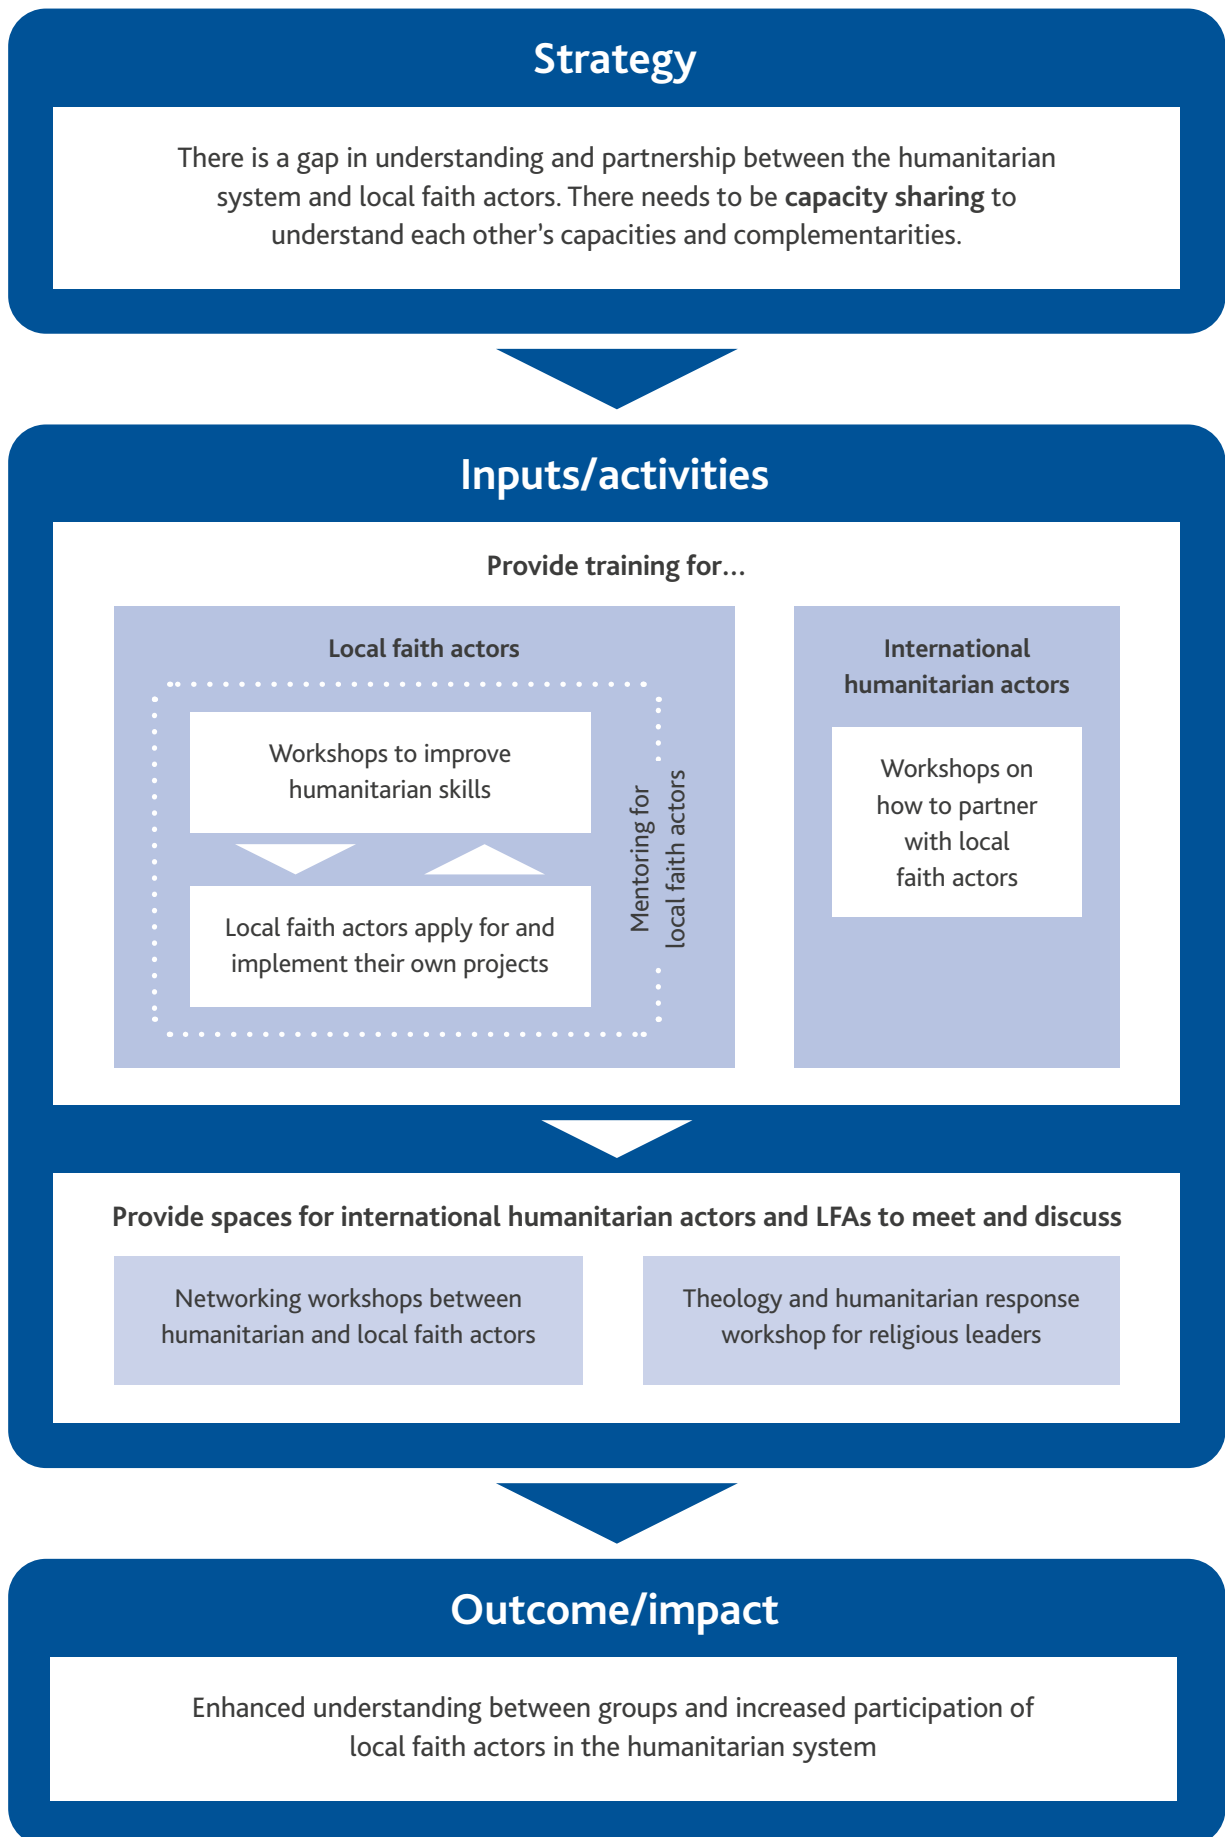 Strategy
There is a gap in understanding and partnership between the humanitarian
system and local faith actors. There needs to be capacity sharing to
understand each other’s capacities and complementarities.
Inputs/activities
Provide training for…
Local faith actors
Workshops to improve
humanitarian skills
Local faith actors apply for and
implement their own projects
Mentoring for
local faith actors
International
humanitarian actors
Workshops on
how to partner
with local
faith actors
Provide spaces for international humanitarian actors and LFAs to meet and discuss
Networking workshops between
humanitarian and local faith actors
Theology and humanitarian response
workshop for religious leaders
Outcome/impact
Enhanced understanding between groups and increased participation of
local faith actors in the humanitarian system